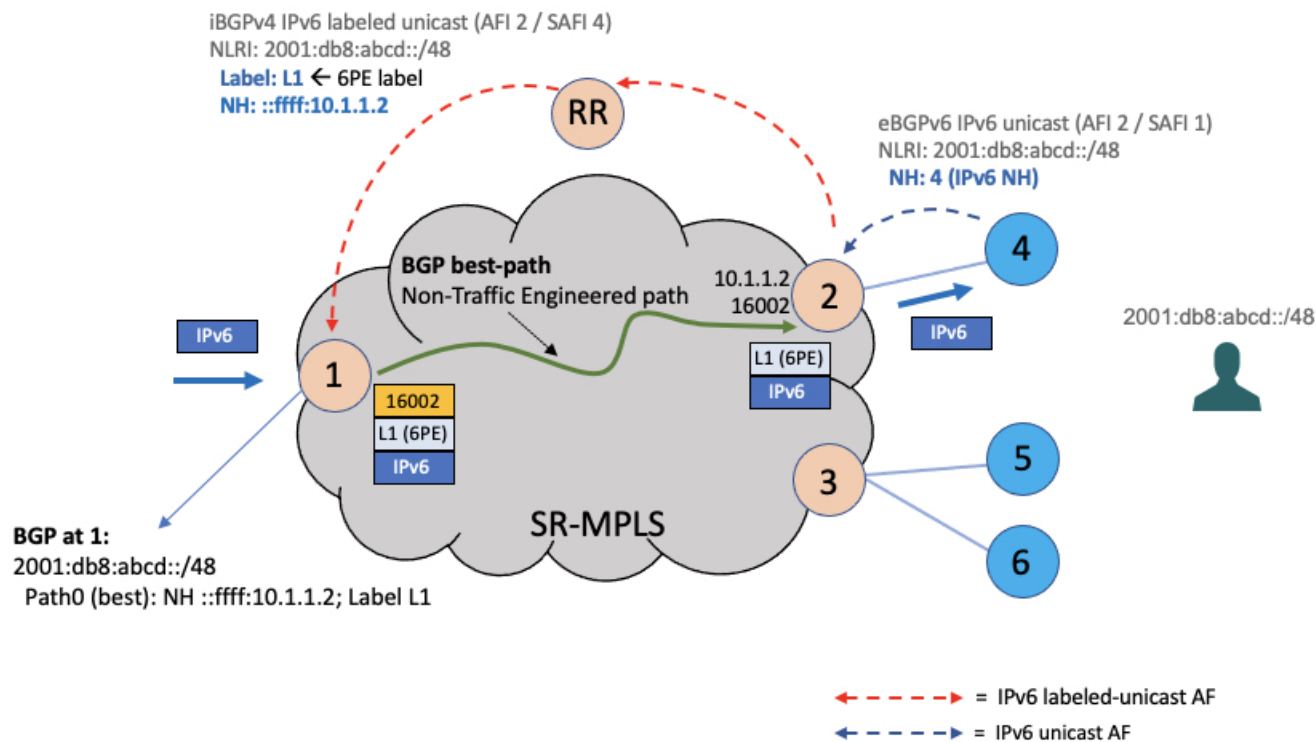 iBGPv4 IPv6 labeled unicast (AFI 2 / SAFI 4)
NLRI: 2001:db8:abcd::/48
Label: L1 ← 6PE label
NH: ::ffff:10.1.1.2
RR
eBGPv6 IPv6 unicast (AFI 2 / SAFI 1)
NLRI: 2001:db8:abcd::/48
NH: 4 (IPv6 NH)
4
BGP best-path
Non-Traffic Engineered path
10.1.1.2
16002
2
IPv6
IPv6
2001:db8:abcd::/48
1
16002
L1 (6PE)
IPv6
L1 (6PE)
IPv6
3
5
6
SR-MPLS
BGP at 1:
2001:db8:abcd::/48
Path0 (best): NH ::ffff:10.1.1.2; Label L1
= IPv6 labeled-unicast AF
= IPv6 unicast AF